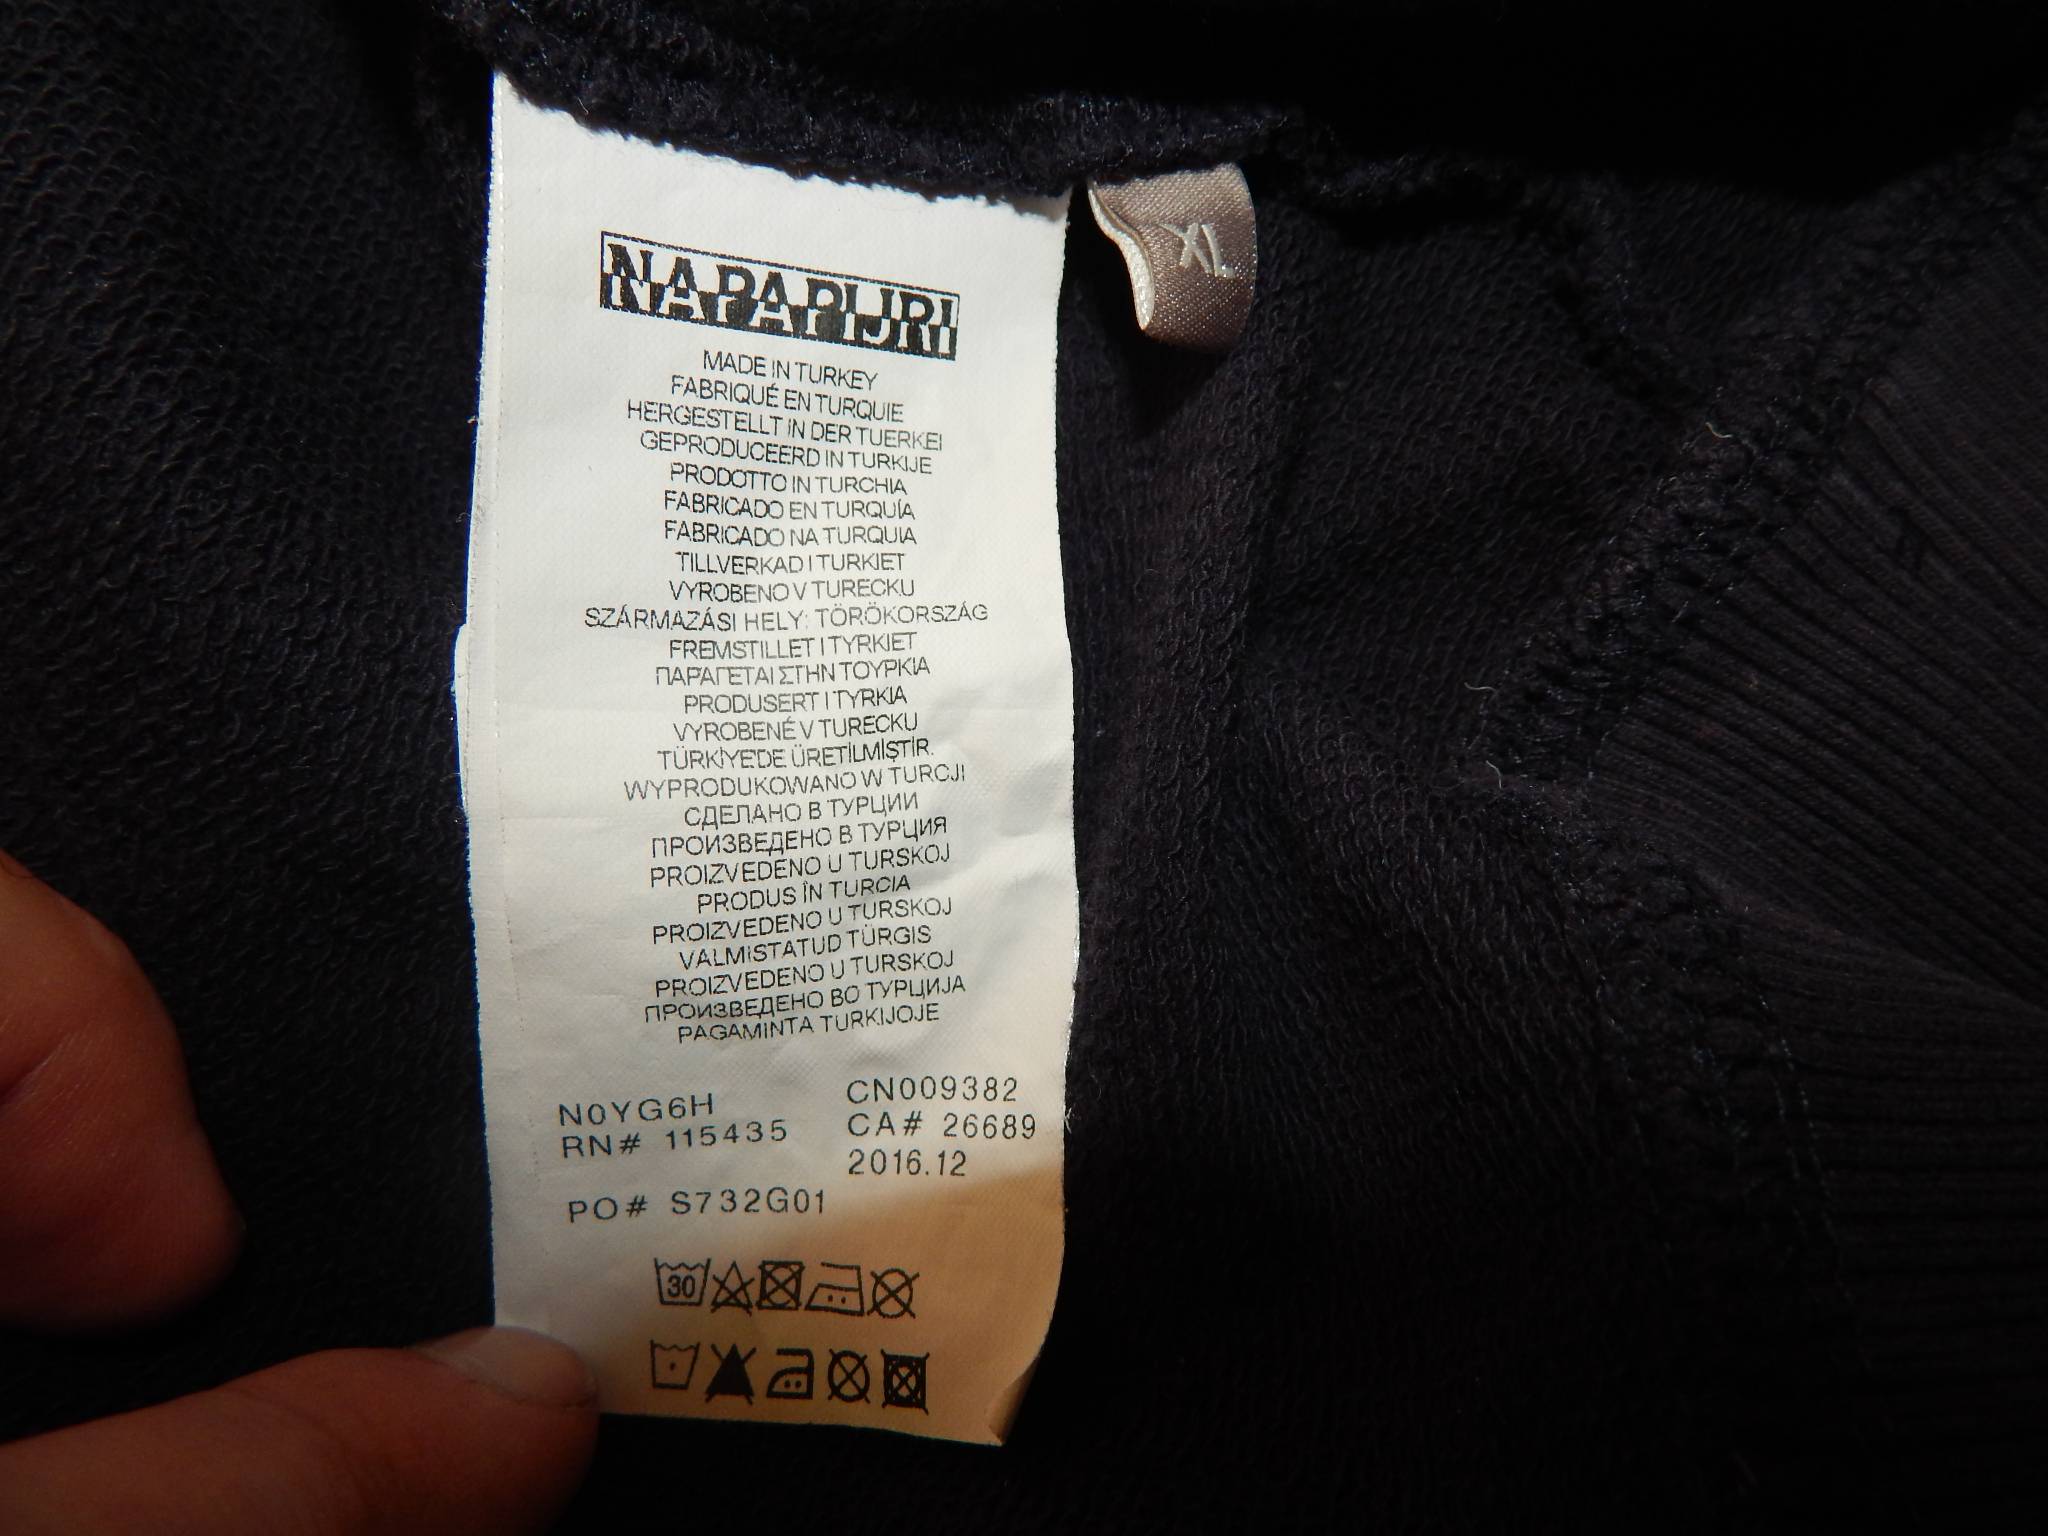 NAPAPIJRI
XL
MADE IN TURKEY
FABRIQUÉ EN TURQUIE
HERGESTELLT IN DER TUERKEI
GEPRODUCEERD IN TURKIJE
PRODOTTO IN TURCHIA
FABRICADO EN TURQUÍA
FABRICADO NA TURQUIA
TILLVERKAD I TURKIET
VYROBENO V TURECKU
SZÁRMAZÁSI HELY: TÖRÖKORSZÁG
FREMSTILLET I TYRKIET
ΠΑΡΑΓΕΤΑΙ ΣΤΗΝ ΤΟΥΡΚΙΑ
PRODUSERT I TYRKIA
VYROBENÉ V TURECKU
TÜRKİYEDE ÜRETİLMİŞTİR.
WYPRODUKOWANO W TURCJI
СДЕЛАНО В ТУРЦИИ
ПРОИЗВЕДЕНО В ТУРЦИЯ
PROIZVEDENO U TURSKOJ
PRODUS ÎN TURCIA
PROIZVEDENO U TURSKOJ
VALMISTATUD TÜRGIS
PROIZVEDENO U TURSKOJ
ПРОИЗВЕДЕНО ВО ТУРЦИЈА
PAGAMINTA TURKIJOJE
N0YG6H CN009382
RN# 115435 CA# 26689
2016.12
PO# S732G01
30